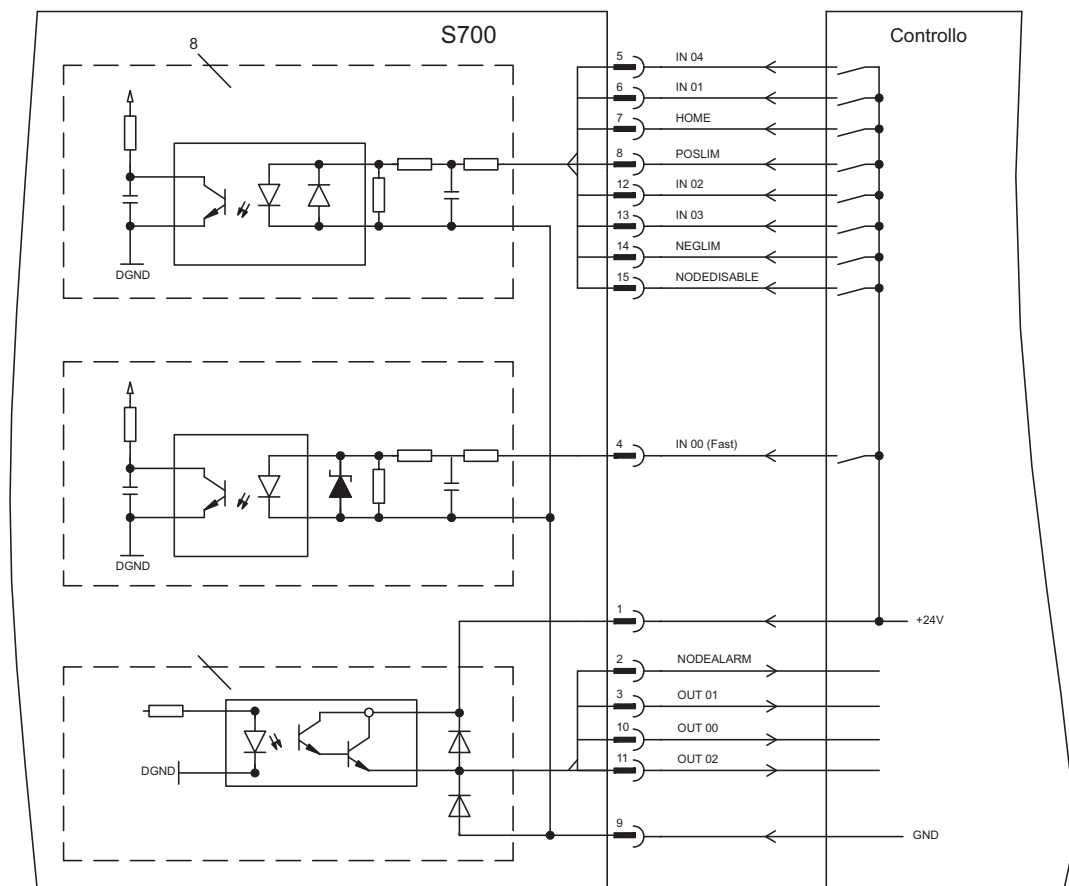 S700
Controllo
8
5 IN 04
6 IN 01
7 HOME
8 POSLIM
12 IN 02
13 IN 03
14 NEGLIM
15 NODEDISABLE
DGND
4 IN 00 (Fast)
DGND
1 +24V
2 NODEALARM
3 OUT 01
10 OUT 00
11 OUT 02
DGND
9 GND